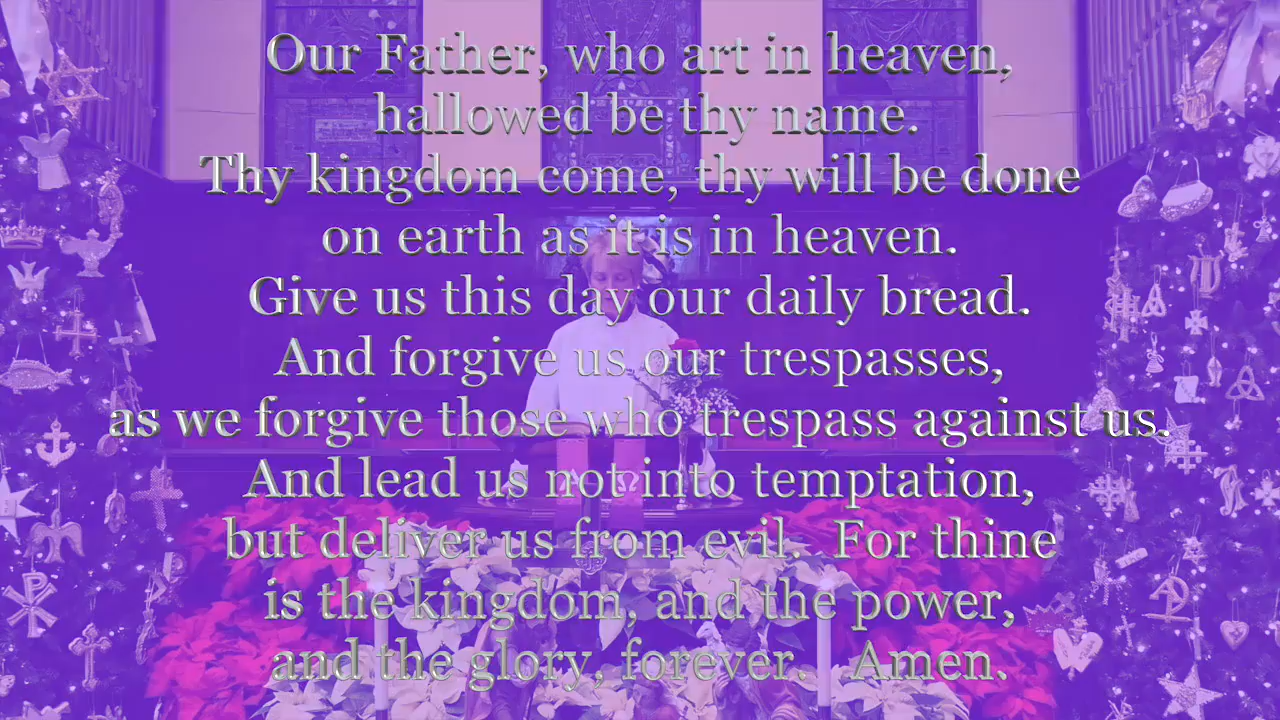 Our Father, who art in heaven,
hallowed be thy name.
Thy kingdom come, thy will be done
on earth as it is in heaven.
Give us this day our daily bread.
And forgive us our trespasses,
as we forgive those who trespass against us.
And lead us not into temptation,
but deliver us from evil.  For thine
is the kingdom, and the power,
and the glory, forever.   Amen.